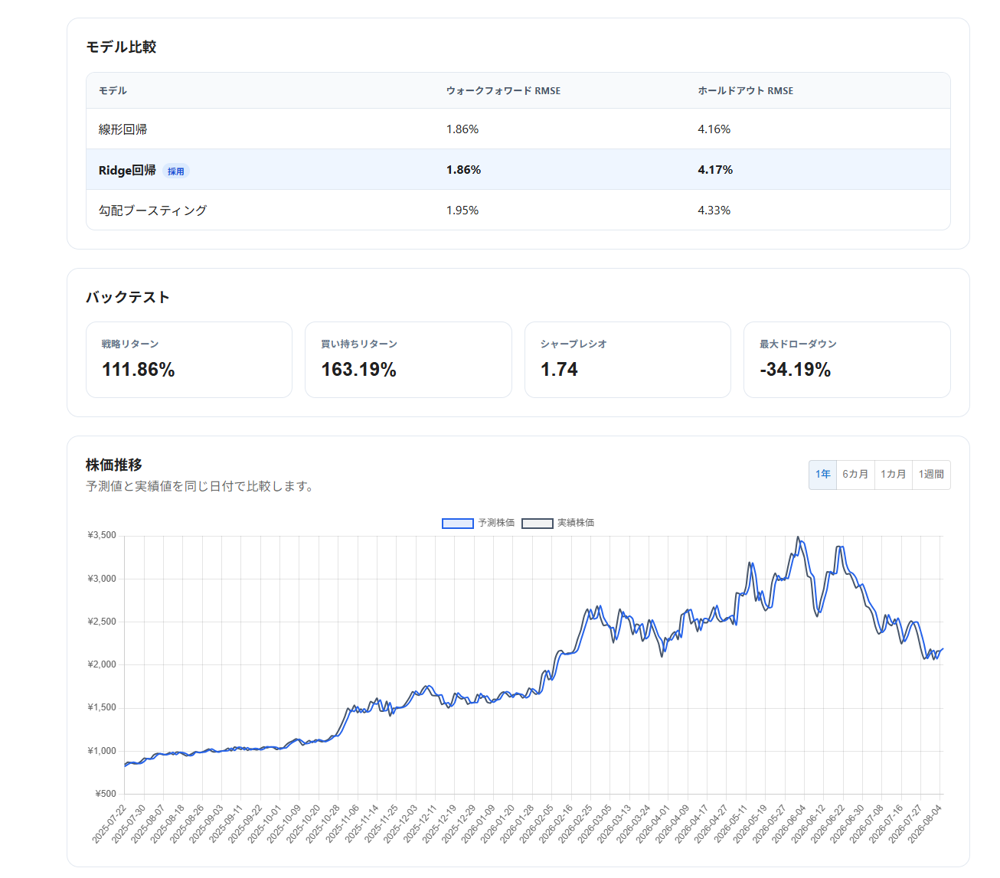 モデル比較
モデル ウォークフォワード RMSE ホールドアウト RMSE
線形回帰 1.86% 4.16%
Ridge回帰 採用 1.86% 4.17%
勾配ブースティング 1.95% 4.33%
バックテスト
戦略リターン 買い持ちリターン シャープレシオ 最大ドローダウン
111.86% 163.19% 1.74 -34.19%
株価推移
予測値と実績値を同じ日付で比較します。
1年 6カ月 1カ月 1週間
予測株価 実績株価
¥3,500
¥3,000
¥2,500
¥2,000
¥1,500
¥1,000
¥500
2025-07-22 2025-07-30 2025-08-07 2025-08-18 2025-08-26 2025-09-03 2025-09-11 2025-09-22 2025-10-01 2025-10-09 2025-10-20 2025-10-28 2025-11-06 2025-11-14 2025-11-25 2025-12-03 2025-12-11 2025-12-19 2025-12-29 2026-01-09 2026-01-20 2026-01-28 2026-02-05 2026-02-16 2026-02-25 2026-03-05 2026-03-13 2026-03-24 2026-04-01 2026-04-09 2026-04-17 2026-04-27 2026-05-11 2026-05-19 2026-05-27 2026-06-04 2026-06-12 2026-06-22 2026-06-30 2026-07-08 2026-07-16 2026-07-27 2026-08-04